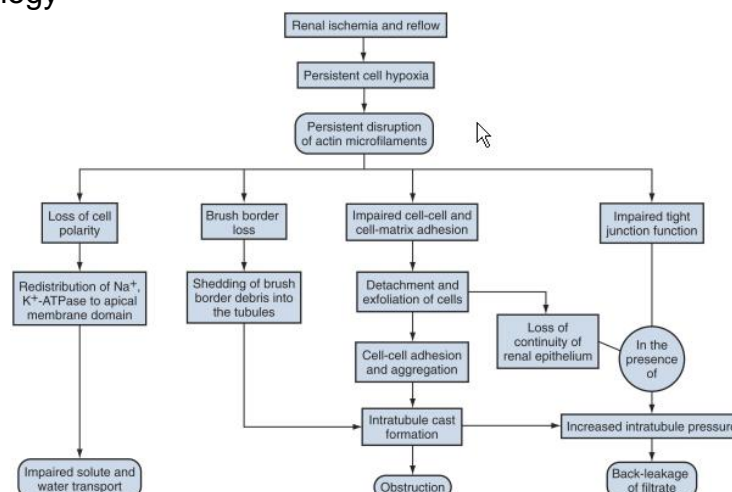 Renal ischemia and reflow
Persistent cell hypoxia
Persistent disruption
of actin microfilaments
Loss of cell
polarity
Brush border
loss
Impaired cell-cell and
cell-matrix adhesion
Impaired tight
junction function
Redistribution of Na⁺,
K⁺-ATPase to apical
membrane domain
Shedding of brush
border debris into
the tubules
Detachment and
exfoliation of cells
Loss of
continuity of
renal epithelium
In the
presence
of
Cell-cell adhesion
and aggregation
Intratubule cast
formation
Increased intratubule pressure
Impaired solute and
water transport
Obstruction
Back-leakage
of filtrate